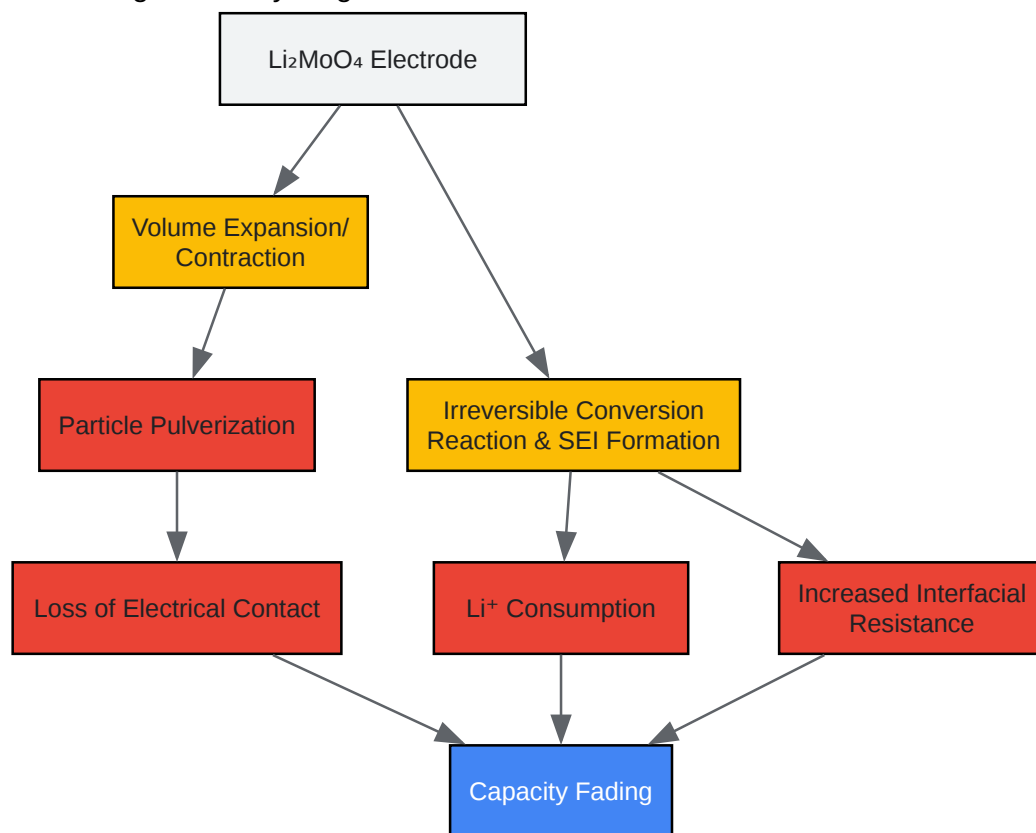 Li₂MoO₄ Electrode
Volume Expansion/
Contraction
Particle Pulverization
Irreversible Conversion
Reaction & SEI Formation
Loss of Electrical Contact
Li⁺ Consumption
Increased Interfacial
Resistance
Capacity Fading